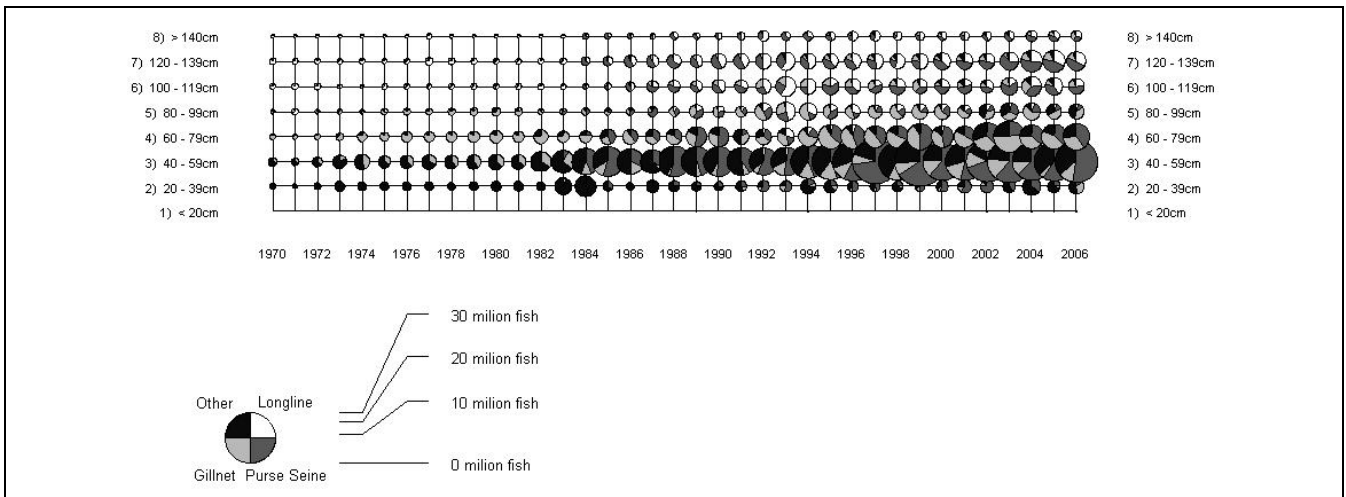 8) > 140cm 8) > 140cm
7) 120 - 139cm 7) 120 - 139cm
6) 100 - 119cm 6) 100 - 119cm
5) 80 - 99cm 5) 80 - 99cm
4) 60 - 79cm 4) 60 - 79cm
3) 40 - 59cm 3) 40 - 59cm
2) 20 - 39cm 2) 20 - 39cm
1) < 20cm 1) < 20cm
1970 1972 1974 1976 1978 1980 1982 1984 1986 1988 1990 1992 1994 1996 1998 2000 2002 2004 2006
30 milion fish
20 milion fish
10 milion fish
0 milion fish
Other Longline
Gillnet Purse Seine